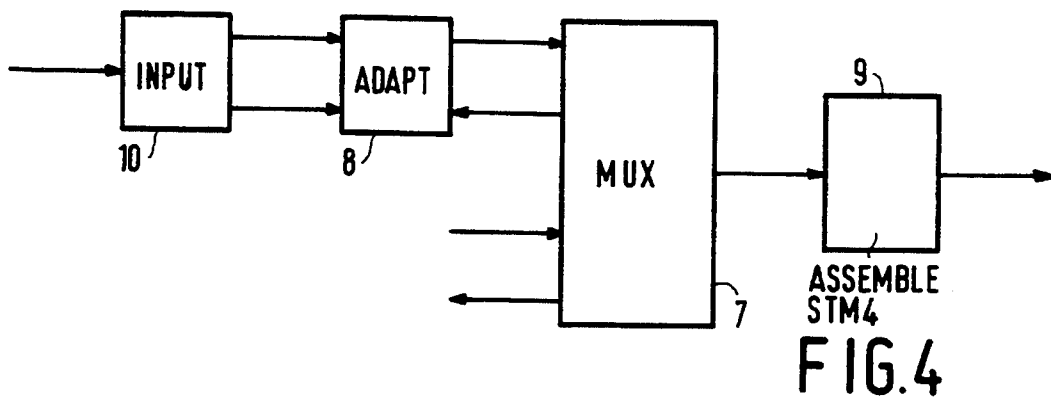 INPUT
10
ADAPT
8
MUX
7
9
ASSEMBLE
STM4
FIG.4